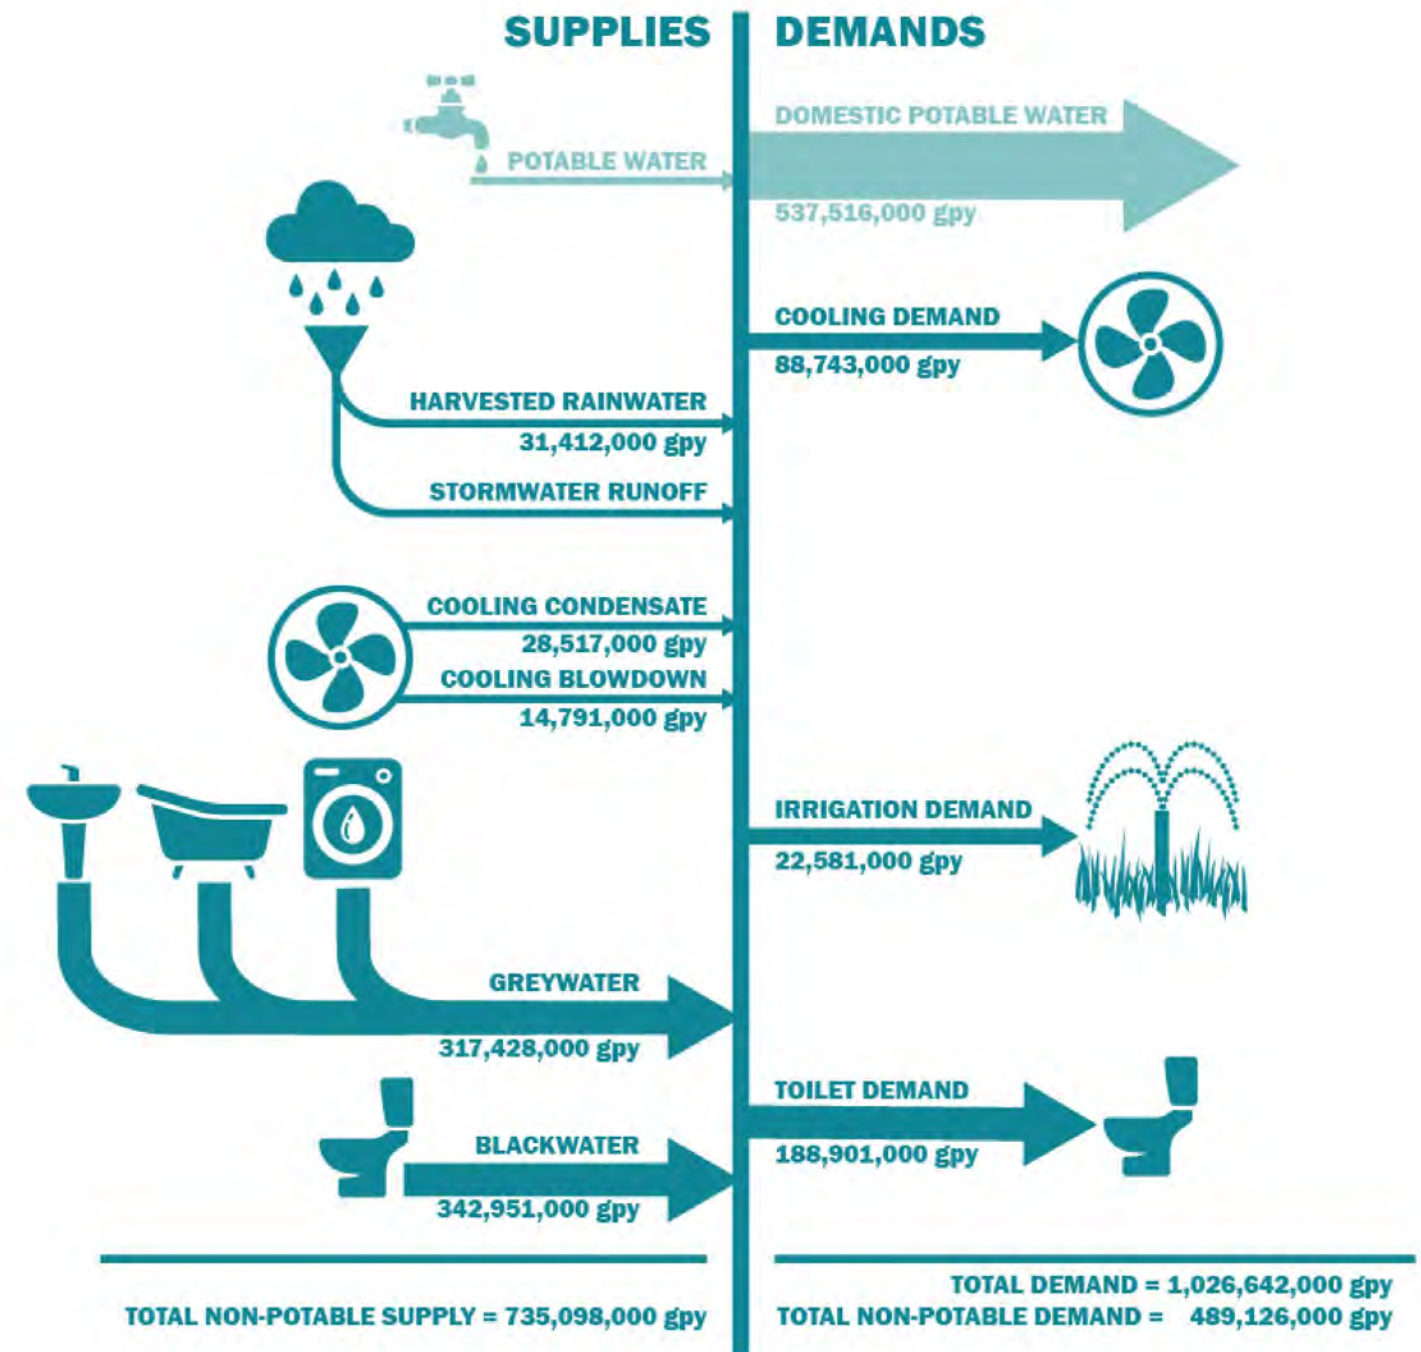 SUPPLIES
DEMANDS
DOMESTIC POTABLE WATER
POTABLE WATER
537,516,000 gpy
COOLING DEMAND
88,743,000 gpy
HARVESTED RAINWATER
31,412,000 gpy
STORMWATER RUNOFF
COOLING CONDENSATE
28,517,000 gpy
COOLING BLOWDOWN
14,791,000 gpy
IRRIGATION DEMAND
22,581,000 gpy
GREYWATER
317,428,000 gpy
TOILET DEMAND
188,901,000 gpy
BLACKWATER
342,951,000 gpy
TOTAL NON-POTABLE SUPPLY = 735,098,000 gpy
TOTAL DEMAND = 1,026,642,000 gpy
TOTAL NON-POTABLE DEMAND = 489,126,000 gpy